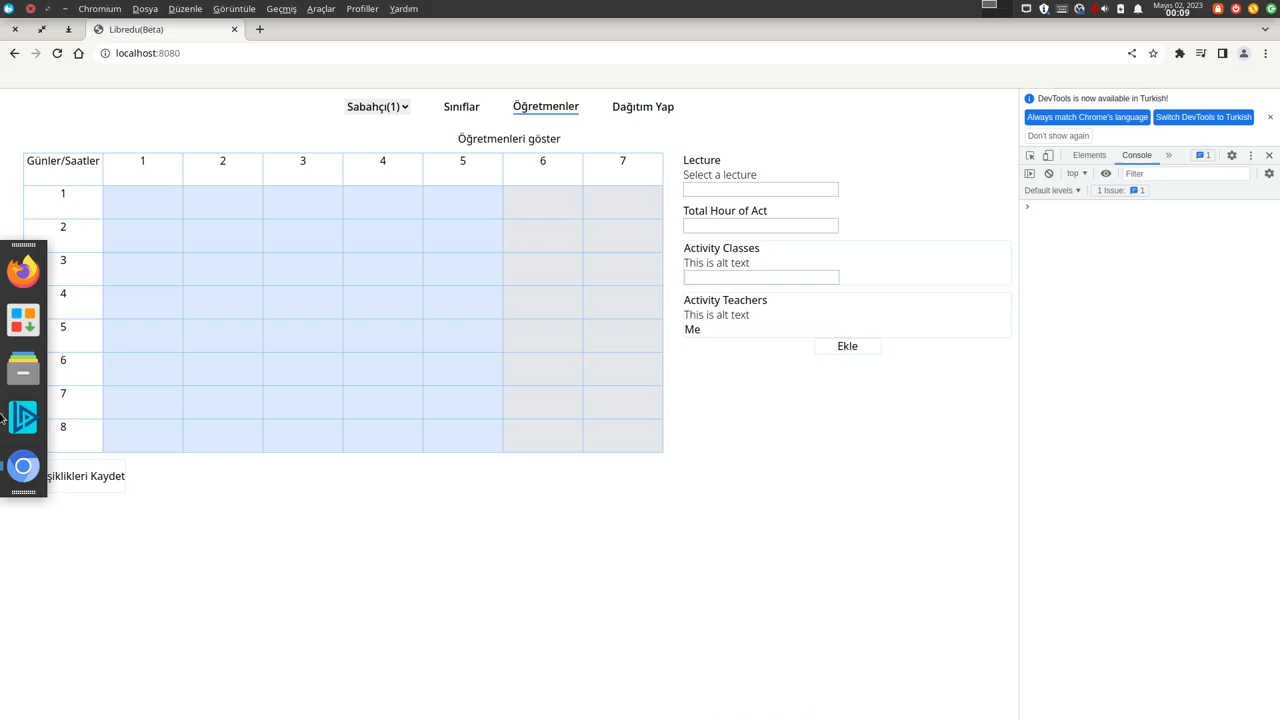 Chromium Dosya Düzenle Görüntüle Geçmiş Araçlar Profiller Yardım
Mayıs 02, 2023
00:09
Libredu(Beta)
localhost:8080
Sabahçı(1) Sınıflar Öğretmenler Dağıtım Yap
Öğretmenleri göster
Günler/Saatler 1 2 3 4 5 6 7
1
2
3
4
5
6
7
8
şiklikleri Kaydet
Lecture
Select a lecture
Total Hour of Act
Activity Classes
This is alt text
Activity Teachers
This is alt text
Me
Ekle
DevTools is now available in Turkish!
Always match Chrome's language Switch DevTools to Turkish
Don't show again
Elements Console » 1
top Filter
Default levels 1 Issue: 1